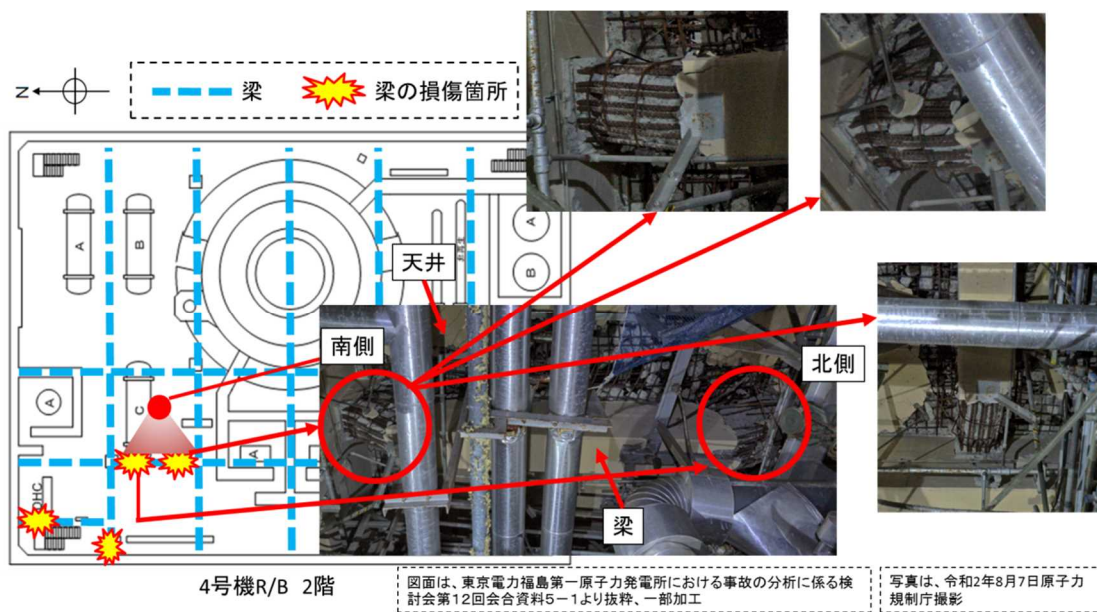 N
梁
梁の損傷箇所
A
B
A
B
天井
南側
北側
C
A
A
梁
4号機R/B 2階
図面は、東京電力福島第一原子力発電所における事故の分析に係る検
討会第12回会合資料5-1より抜粋、一部加工
写真は、令和2年8月7日原子力
規制庁撮影